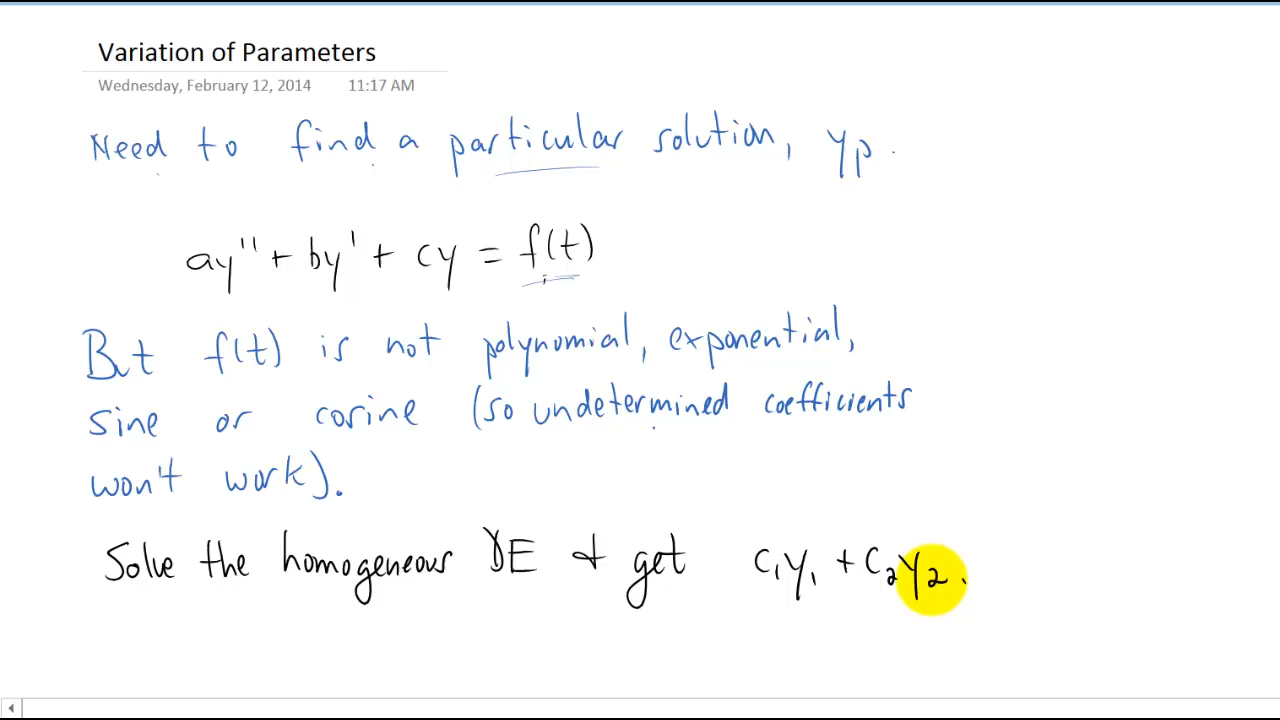 Variation of Parameters
Wednesday, February 12, 2014 11:17 AM
Need to find a particular solution, yp.
ay'' + by' + cy = f(t)
But f(t) is not polynomial, exponential,
sine or cosine (so undetermined coefficients
won't work).
Solve the homogeneous DE & get c₁y₁ + c₂y₂.